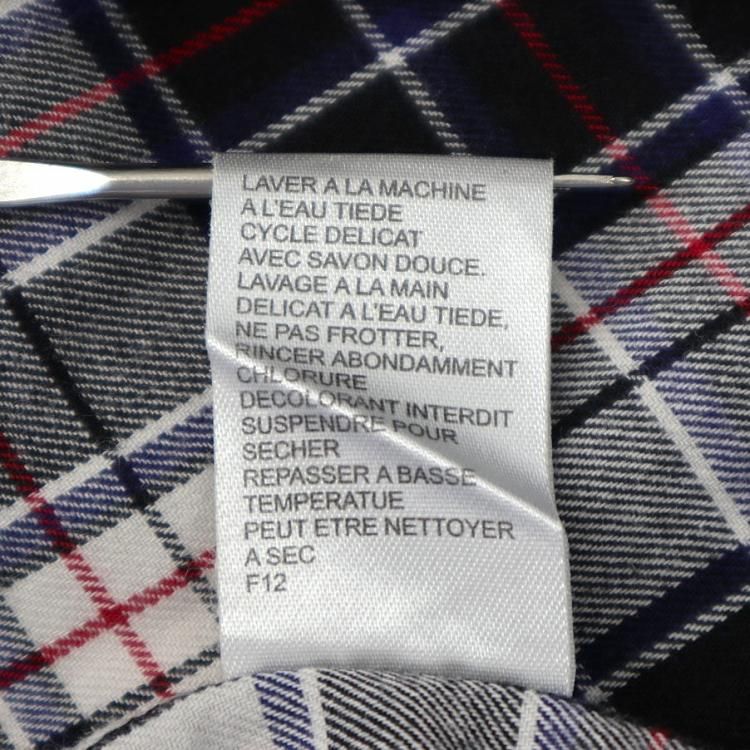 LAVER A LA MACHINE
A L'EAU TIEDE
CYCLE DELICAT
AVEC SAVON DOUCE.
LAVAGE A LA MAIN
DELICAT A L'EAU TIEDE,
NE PAS FROTTER,
RINCER ABONDAMMENT
CHLORURE
DECOLORANT INTERDIT
SUSPENDRE POUR
SECHER
REPASSER A BASSE
TEMPERATUE
PEUT ETRE NETTOYER
A SEC
F12